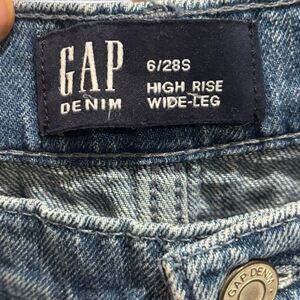 GAP
DENIM
6/28S
HIGH RISE
WIDE-LEG
GAP DENIM